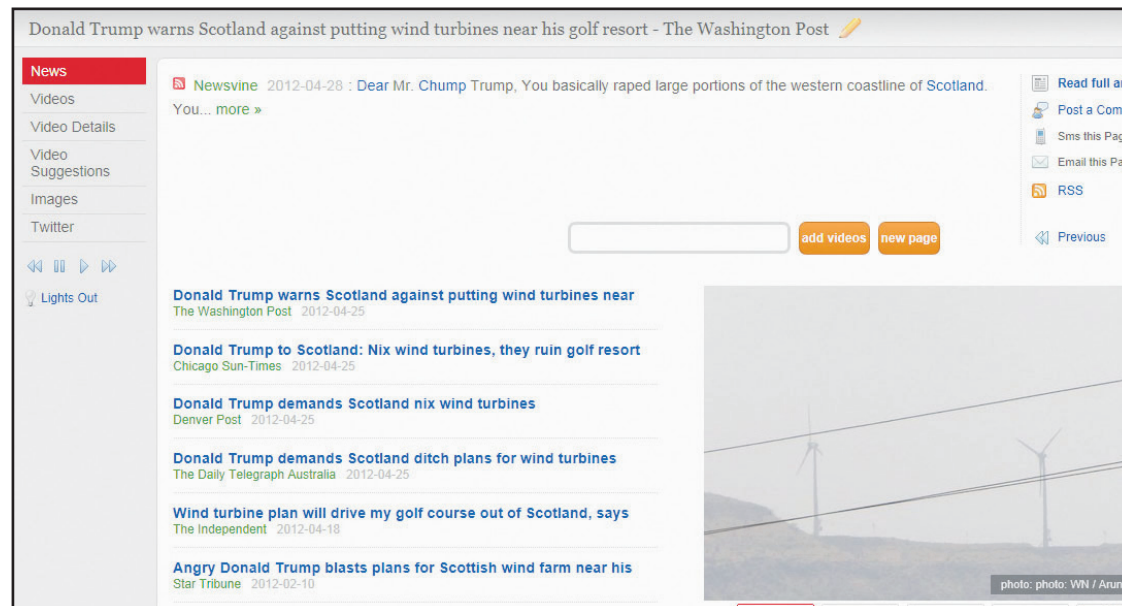 Donald Trump warns Scotland against putting wind turbines near his golf resort - The Washington Post
News
Videos
Video Details
Video
Suggestions
Images
Twitter
Lights Out
Newsvine 2012-04-28 : Dear Mr. Chump Trump, You basically raped large portions of the western coastline of Scotland.
You... more »
add videos new page
Read full
Post a
Sms this
Email this
RSS
Previous
Donald Trump warns Scotland against putting wind turbines near
The Washington Post 2012-04-25
Donald Trump to Scotland: Nix wind turbines, they ruin golf resort
Chicago Sun-Times 2012-04-25
Donald Trump demands Scotland nix wind turbines
Denver Post 2012-04-25
Donald Trump demands Scotland ditch plans for wind turbines
The Daily Telegraph Australia 2012-04-25
Wind turbine plan will drive my golf course out of Scotland, says
The Independent 2012-04-18
Angry Donald Trump blasts plans for Scottish wind farm near his
Star Tribune 2012-02-10
photo: photo: WN / Arun